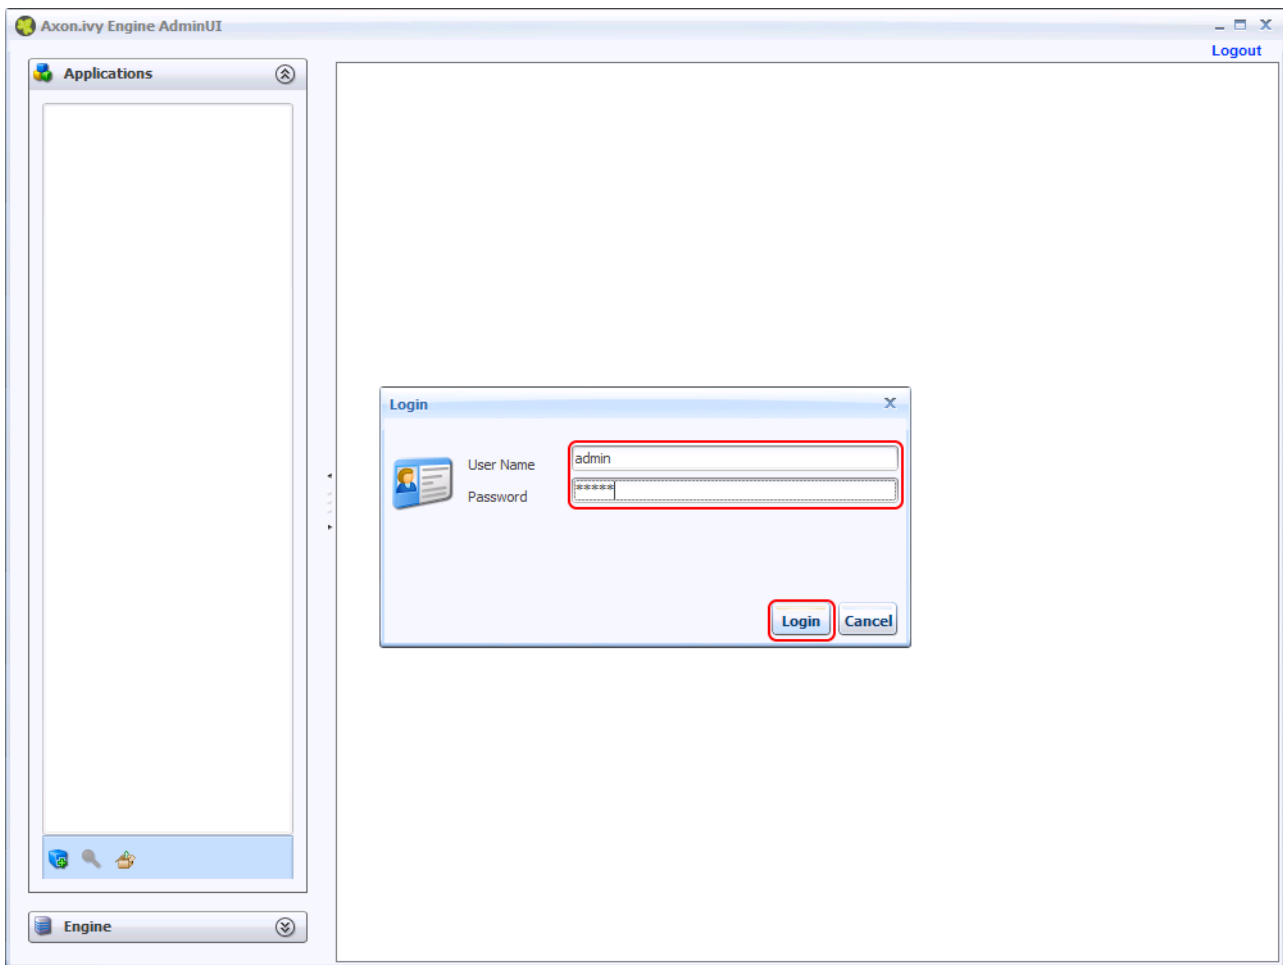 Axon.ivy Engine AdminUI
Logout
Applications
Login
User Name
admin
Password
*****
Login
Cancel
Engine